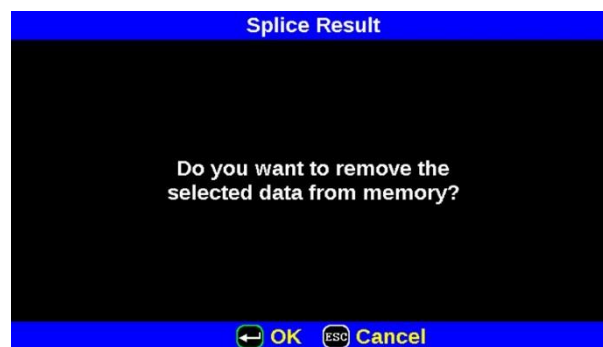 Splice Result
Do you want to remove the
selected data from memory?
OK ESC Cancel